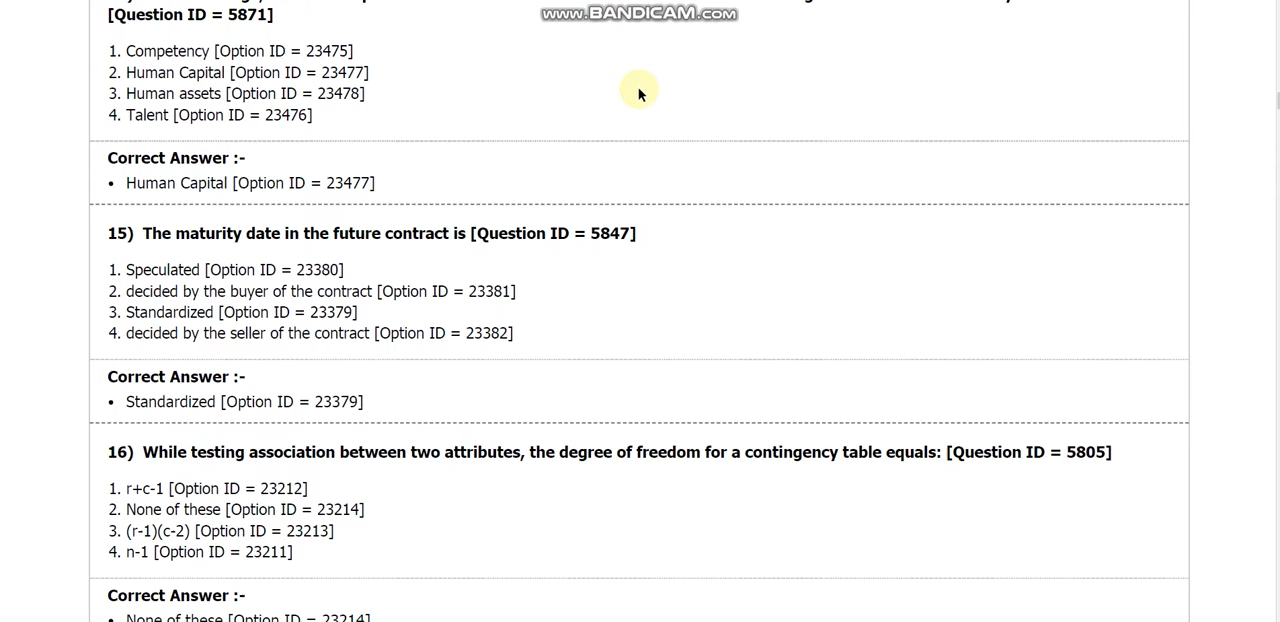 www.BANDICAM.com
[Question ID = 5871]
1. Competency [Option ID = 23475]
2. Human Capital [Option ID = 23477]
3. Human assets [Option ID = 23478]
4. Talent [Option ID = 23476]
Correct Answer :-
• Human Capital [Option ID = 23477]
15) The maturity date in the future contract is [Question ID = 5847]
1. Speculated [Option ID = 23380]
2. decided by the buyer of the contract [Option ID = 23381]
3. Standardized [Option ID = 23379]
4. decided by the seller of the contract [Option ID = 23382]
Correct Answer :-
• Standardized [Option ID = 23379]
16) While testing association between two attributes, the degree of freedom for a contingency table equals: [Question ID = 5805]
1. r+c-1 [Option ID = 23212]
2. None of these [Option ID = 23214]
3. (r-1)(c-2) [Option ID = 23213]
4. n-1 [Option ID = 23211]
Correct Answer :-
• None of these [Option ID = 23214]